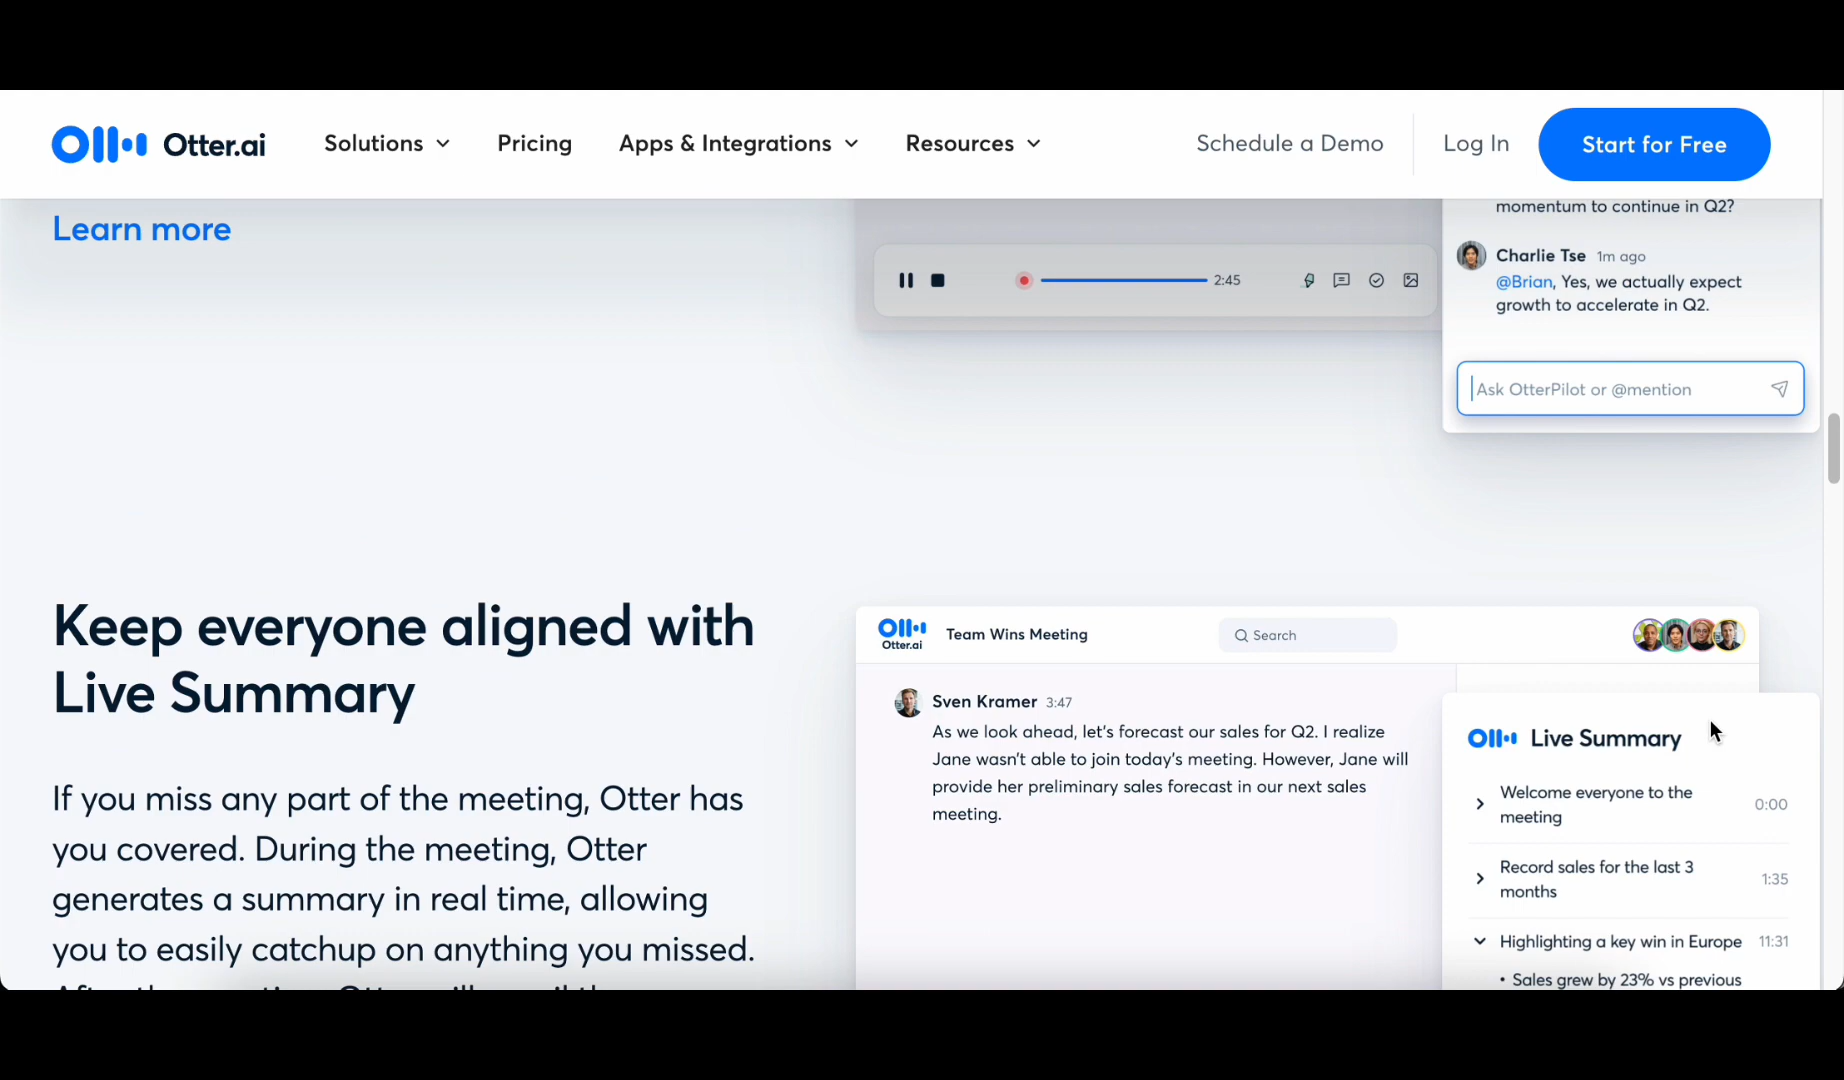 Otter.ai Solutions Pricing Apps & Integrations Resources Schedule a Demo Log In Start for Free
Learn more
momentum to continue in Q2?
Charlie Tse 1m ago
@Brian, Yes, we actually expect
growth to accelerate in Q2.
2:45
Ask OtterPilot or @mention
Keep everyone aligned with
Live Summary
If you miss any part of the meeting, Otter has
you covered. During the meeting, Otter
generates a summary in real time, allowing
you to easily catchup on anything you missed.
Otter.ai Team Wins Meeting Search
Sven Kramer 3:47
As we look ahead, let's forecast our sales for Q2. I realize
Jane wasn't able to join today's meeting. However, Jane will
provide her preliminary sales forecast in our next sales
meeting.
Live Summary
Welcome everyone to the
meeting 0:00
Record sales for the last 3
months 1:35
Highlighting a key win in Europe 11:31
• Sales grew by 23% vs previous